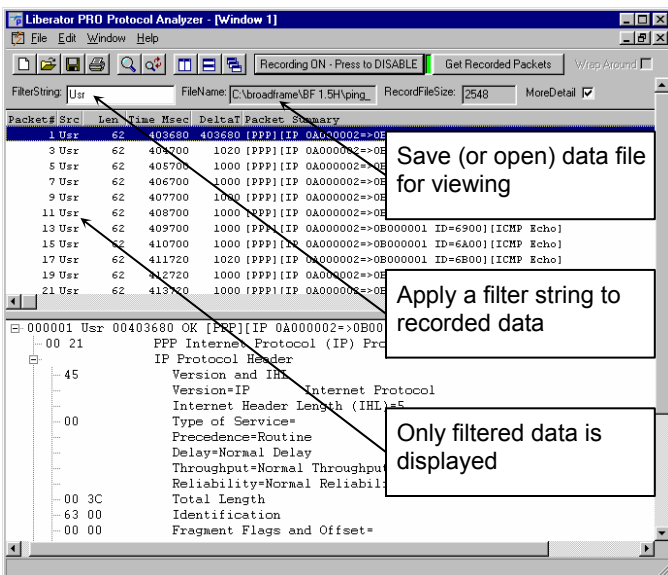 Liberator PRO Protocol Analyzer - [Window 1]
File Edit Window Help
Recording ON - Press to DISABLE Get Recorded Packets Wrap Around
FilterString: Usr FileName: C:\broadframe\BF 1.5H\ping_ RecordFileSize: 2548 MoreDetail
Packet# Src Len Time Msec DeltaT Packet Summary
1 Usr 62 403680 403680 [PPP][IP 0A000002=>0B
3 Usr 62 404700 1020 [PPP][IP 0A000002=>0B
5 Usr 62 405700 1000 [PPP][IP 0A000002=>0B
7 Usr 62 406700 1000 [PPP][IP 0A000002=>0B
9 Usr 62 407700 1000 [PPP][IP 0A000002=>0B
11 Usr 62 408700 1000 [PPP][IP 0A000002=>0B
13 Usr 62 409700 1000 [PPP][IP 0A000002=>0B000001 ID=6900][ICMP Echo]
15 Usr 62 410700 1000 [PPP][IP 0A000002=>0B000001 ID=6A00][ICMP Echo]
17 Usr 62 411720 1020 [PPP][IP 0A000002=>0B000001 ID=6B00][ICMP Echo]
19 Usr 62 412720 1000 [PPP][IP 0A000002=>0B
21 Usr 62 413720 1000 [PPP][IP 0A000002=>0B
Save (or open) data file
for viewing
Apply a filter string to
recorded data
Only filtered data is
displayed
000001 Usr 00403680 OK [PPP][IP 0A000002=>0B00
00 21 PPP Internet Protocol (IP) Pro
IP Protocol Header
45 Version and IHL
Version=IP Internet Protocol
Internet Header Length (IHL)=5
00 Type of Service=
Precedence=Routine
Delay=Normal Delay
Throughput=Normal Throughput
Reliability=Normal Reliabil
00 3C Total Length
63 00 Identification
00 00 Fragment Flags and Offset=